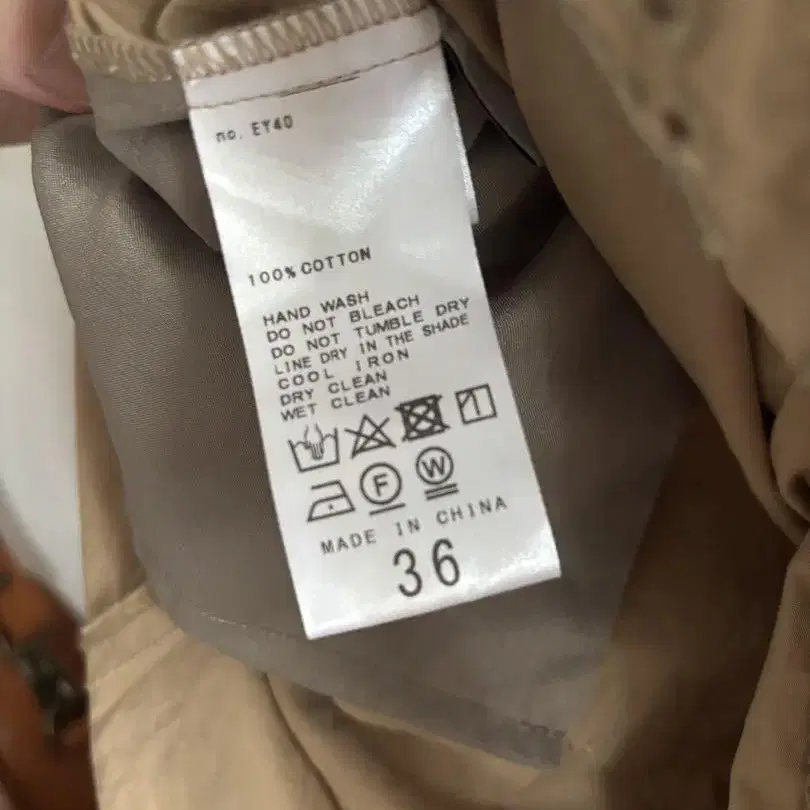 no. EY40
100% COTTON
HAND WASH
DO NOT BLEACH
DO NOT TUMBLE DRY
LINE DRY IN THE SHADE
COOL IRON
DRY CLEAN
WET CLEAN
F W
MADE IN CHINA
36